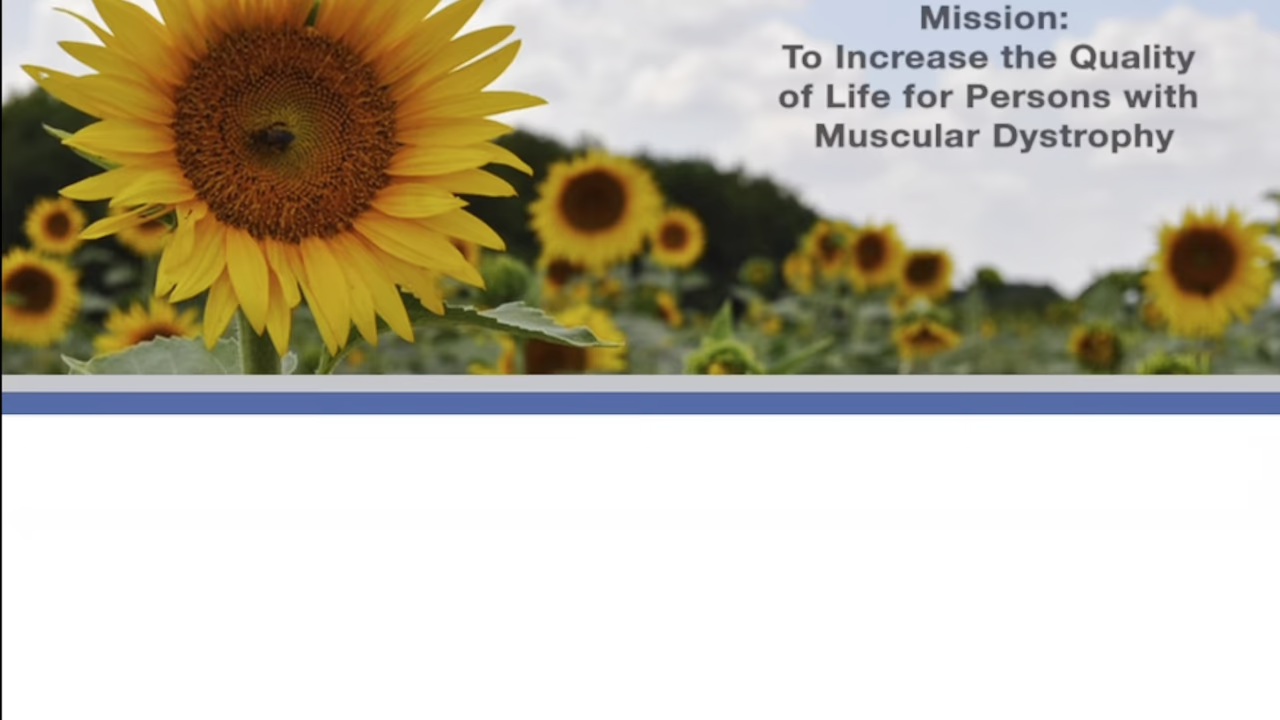 Mission:
To Increase the Quality
of Life for Persons with
Muscular Dystrophy